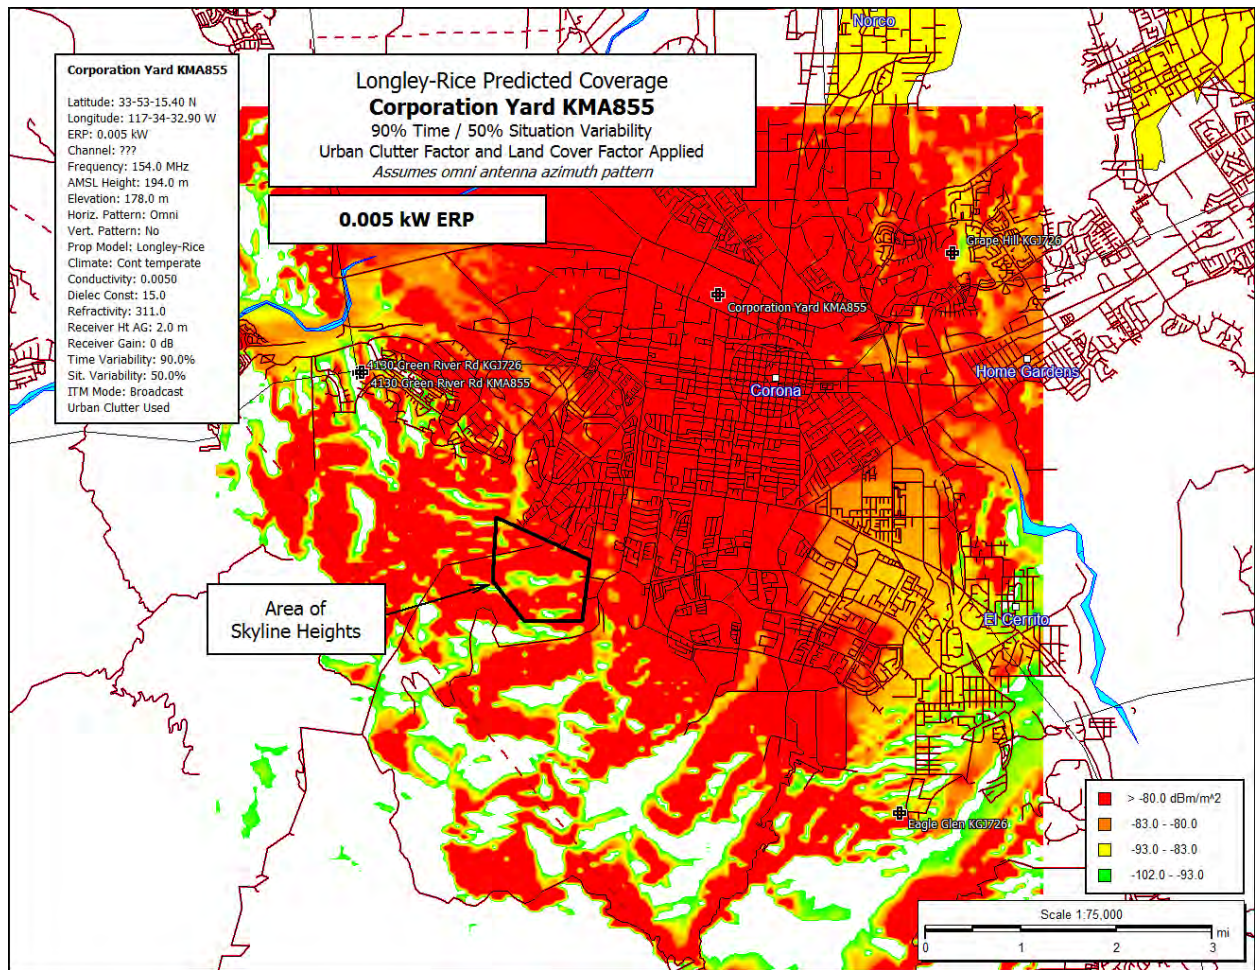 Norco
Corporation Yard KMA855
Latitude: 33-53-15.40 N
Longitude: 117-34-32.90 W
ERP: 0.005 kW
Channel: ???
Frequency: 154.0 MHz
AMSL Height: 194.0 m
Elevation: 178.0 m
Horiz. Pattern: Omni
Vert. Pattern: No
Prop Model: Longley-Rice
Climate: Cont temperate
Conductivity: 0.0050
Dielec Const: 15.0
Refractivity: 311.0
Receiver Ht AG: 2.0 m
Receiver Gain: 0 dB
Time Variability: 90.0%
Sit. Variability: 50.0%
ITM Mode: Broadcast
Urban Clutter Used
Longley-Rice Predicted Coverage
Corporation Yard KMA855
90% Time / 50% Situation Variability
Urban Clutter Factor and Land Cover Factor Applied
Assumes omni antenna azimuth pattern
0.005 kW ERP
Grape Hill KGJ726
Corporation Yard KMA855
4130 Green River Rd KGJ726
4130 Green River Rd KMA855
Home Gardens
Corona
Area of
Skyline Heights
El Cerrito
Eagle Glen KGJ726
> -80.0 dBm/m^2
-83.0 - -80.0
-93.0 - -83.0
-102.0 - -93.0
Scale 1:75,000
0 1 2 3 mi